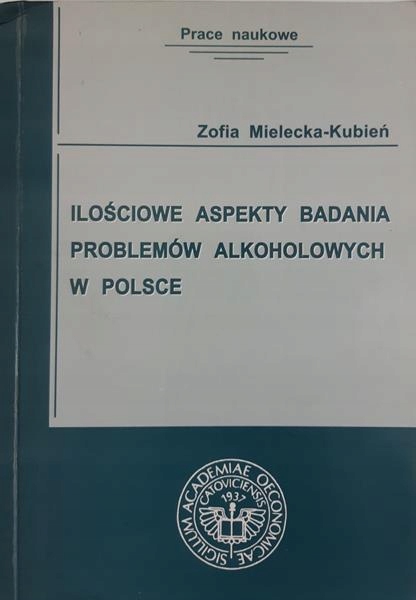 Prace naukowe
Zofia Mielecka-Kubień
ILOŚCIOWE ASPEKTY BADANIA
PROBLEMÓW ALKOHOLOWYCH
W POLSCE
SIGILLUM ACADEMIAE OECONOMICAE
CATOVICIENSIS
1937